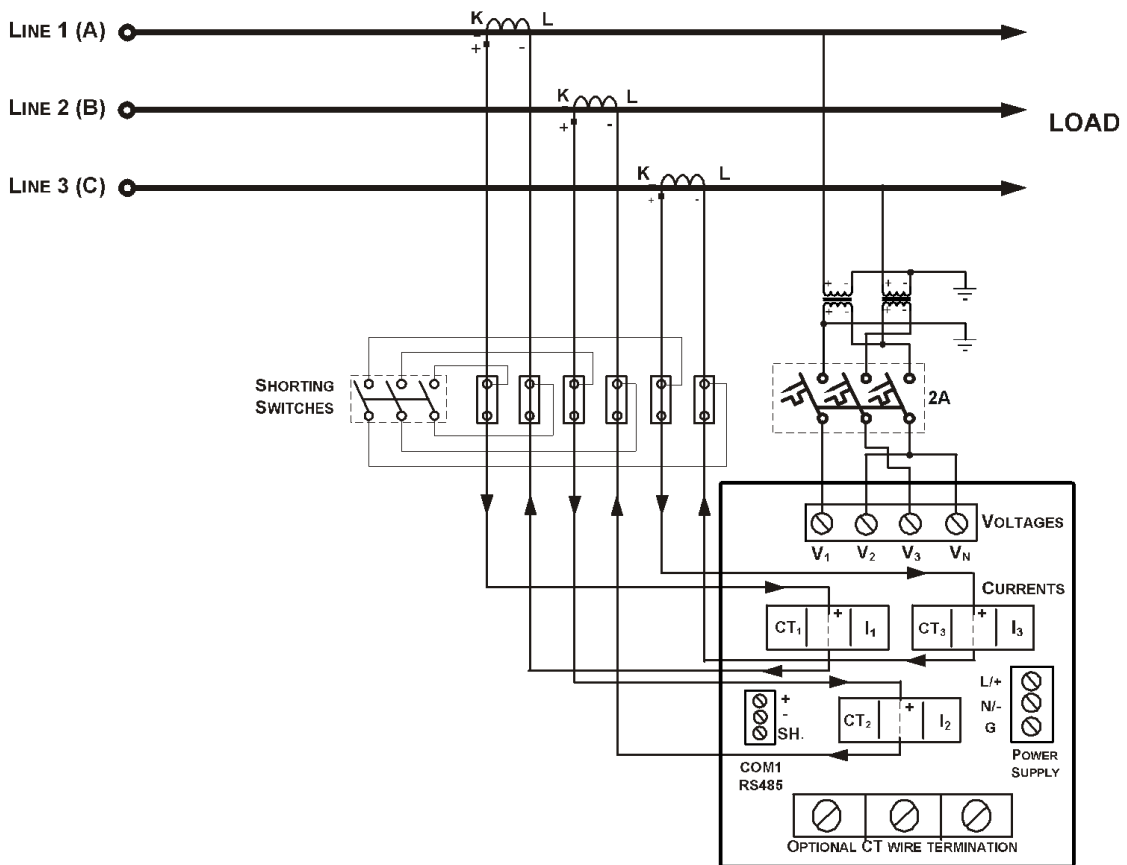 K L
LINE 1 (A)
+ -
K L
LINE 2 (B)
+ -
LOAD
K L
LINE 3 (C)
+ -
+ - + -
+ - + -
SHORTING
SWITCHES
2A
VOLTAGES
V1 V2 V3 VN
CURRENTS
CT1 + I1
CT3 + I3
L/+
N/-
G
POWER
SUPPLY
CT2 + I2
+
-
SH.
COM1
RS485
OPTIONAL CT WIRE TERMINATION